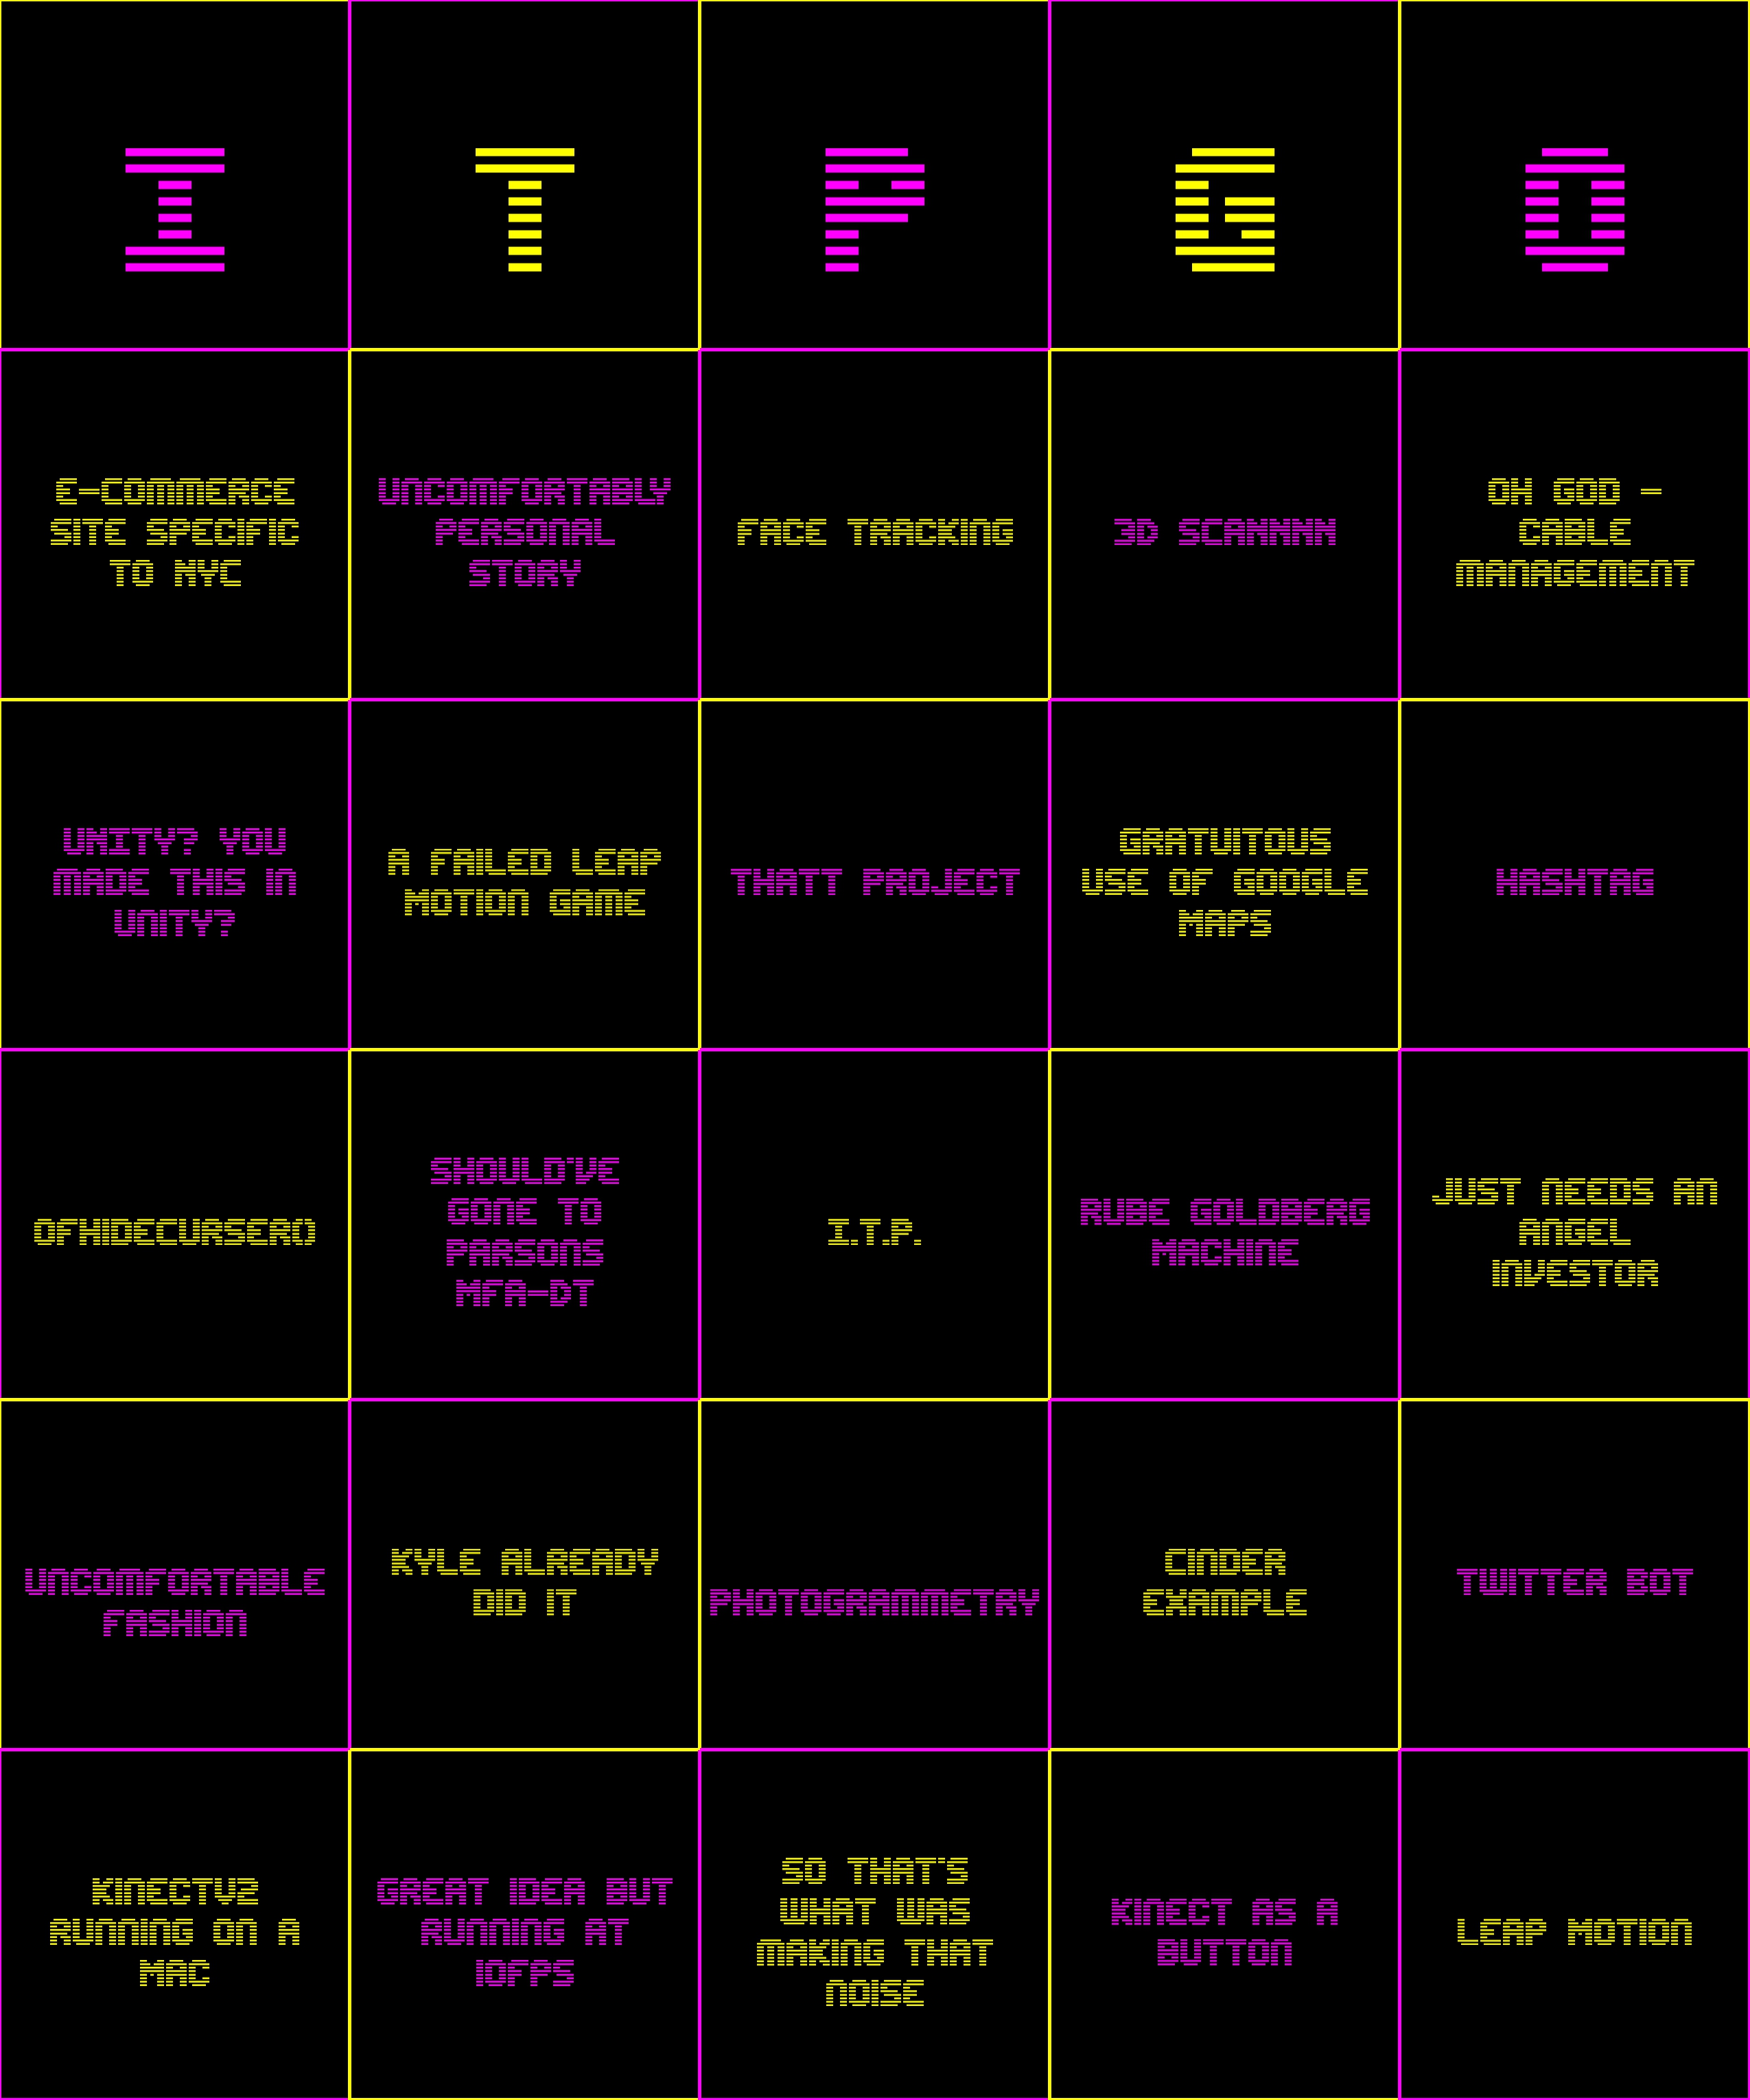 I
T
P
G
O
E-COMMERCE
SITE SPECIFIC
TO NYC
UNCOMFORTABLY
PERSONAL
STORY
FACE TRACKING
3D SCANNNN
OH GOD -
CABLE
MANAGEMENT
UNITY? YOU
MADE THIS IN
UNITY?
A FAILED LEAP
MOTION GAME
THATT PROJECT
GRATUITOUS
USE OF GOOGLE
MAPS
HASHTAG
OFHIDECURSER()
SHOULD'VE
GONE TO
PARSONS
MFA-DT
I.T.P.
RUBE GOLDBERG
MACHINE
JUST NEEDS AN
ANGEL
INVESTOR
UNCOMFORTABLE
FASHION
KYLE ALREADY
DID IT
PHOTOGRAMMETRY
CINDER
EXAMPLE
TWITTER BOT
KINECTV2
RUNNING ON A
MAC
GREAT IDEA BUT
RUNNING AT
10FPS
SO THAT'S
WHAT WAS
MAKING THAT
NOISE
KINECT AS A
BUTTON
LEAP MOTION